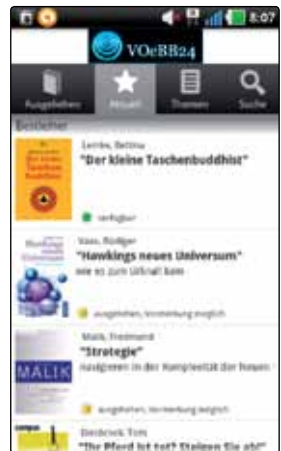 8:07
VOeBB24
Ausgeliehen Aktuell Themen Suche
Bestseller
Lemke, Bettina
"Der kleine Taschenbuddhist"
verfügbar
Vaas, Rüdiger
"Hawkings neues Universum"
wie es zum Urknall kam
ausgeliehen, Vormerkung möglich
Malik, Fredmund
"Strategie"
navigieren in der Komplexität der Neuen
MALIK
ausgeliehen, Vormerkung möglich
campus
Diesbrock, Tom
"Ihr Pferd ist tot? Steigen Sie ab!"